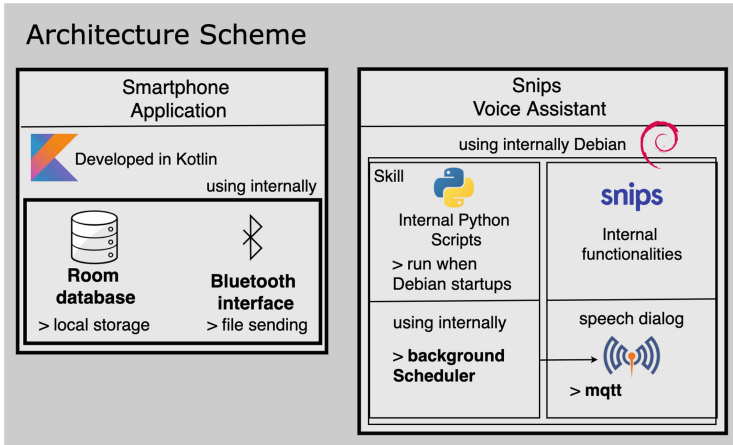 Architecture Scheme
Smartphone
Application
Developed in Kotlin
using internally
Room
database
> local storage
Bluetooth
interface
> file sending
Snips
Voice Assistant
using internally Debian
Skill
Internal Python
Scripts
> run when
Debian startups
snips
Internal
functionalities
using internally
> background
Scheduler
speech dialog
> mqtt